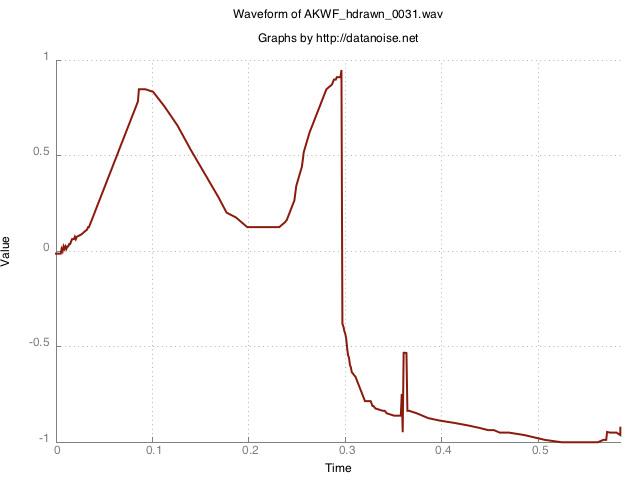 Waveform of AKWF_hdrawn_0031.wav
Graphs by http://datanoise.net
1
0.5
0
-0.5
-1
Value
0 0.1 0.2 0.3 0.4 0.5
Time